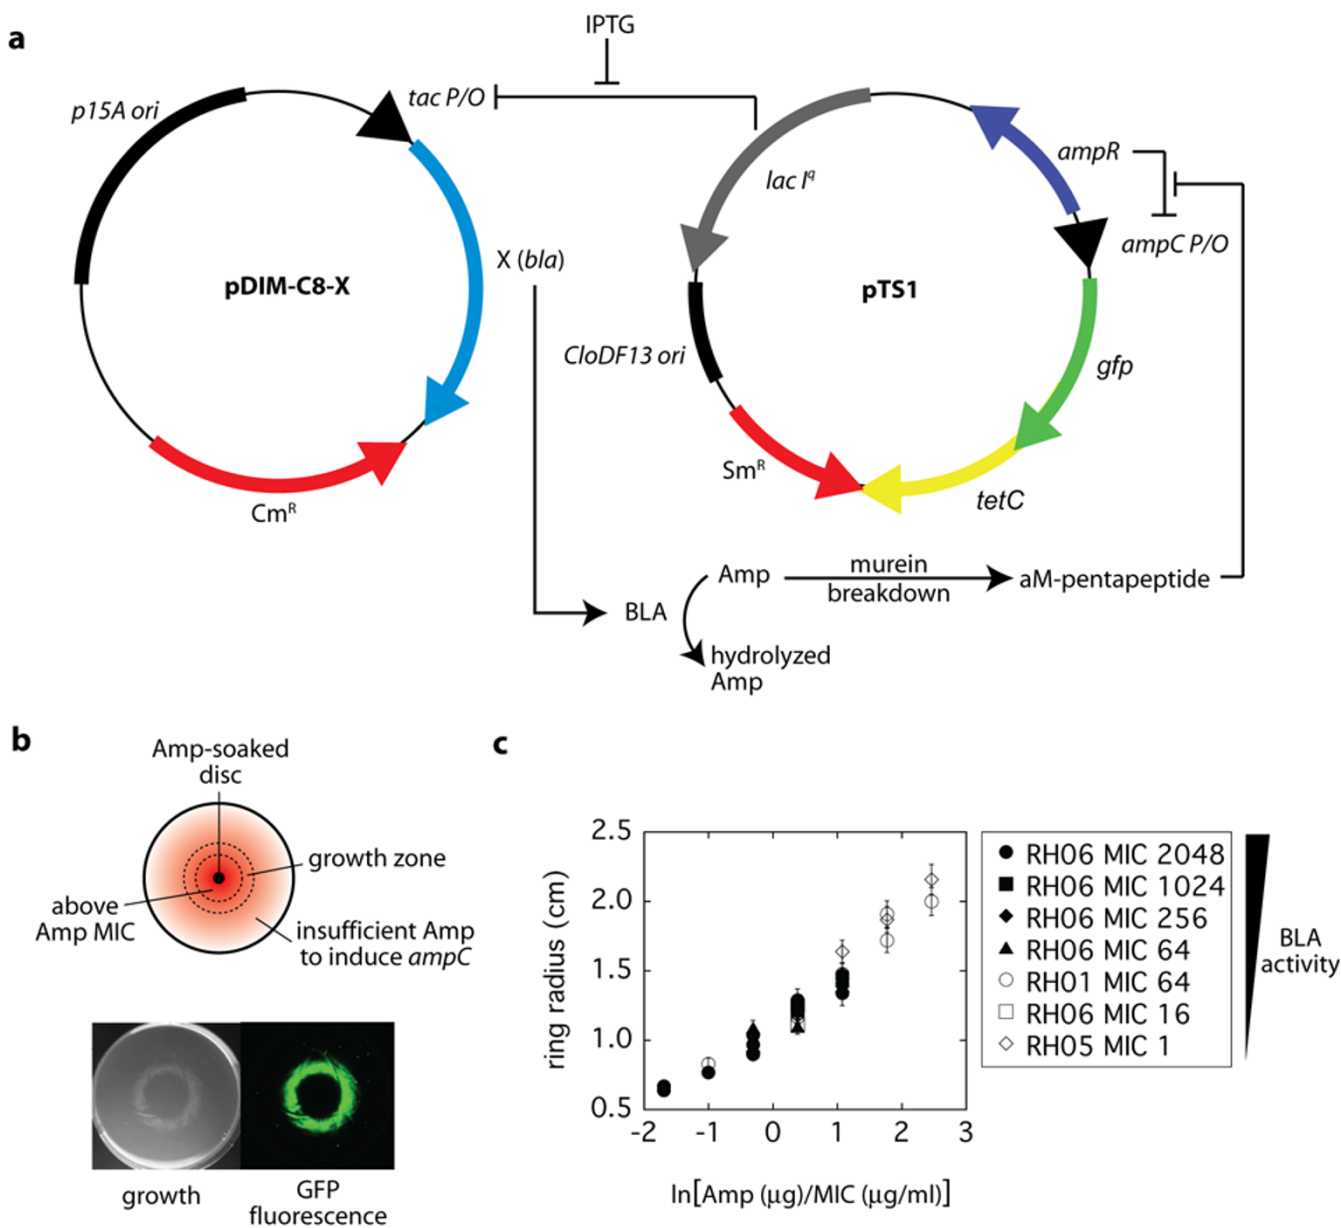 a
IPTG
p15A ori
tac P/O
lac Iq
ampR
ampC P/O
pDIM-C8-X
X (bla)
pTS1
CloDF13 ori
gfp
CmR
SmR
tetC
BLA
Amp
murein
breakdown
aM-pentapeptide
hydrolyzed
Amp
b
Amp-soaked
disc
growth zone
above
Amp MIC
insufficient Amp
to induce ampC
growth
GFP
fluorescence
c
ring radius (cm)
2.5
2.0
1.5
1.0
0.5
-2 -1 0 1 2 3
ln[Amp (µg)/MIC (µg/ml)]
RH06 MIC 2048
RH06 MIC 1024
RH06 MIC 256
RH06 MIC 64
RH01 MIC 64
RH06 MIC 16
RH05 MIC 1
BLA
activity